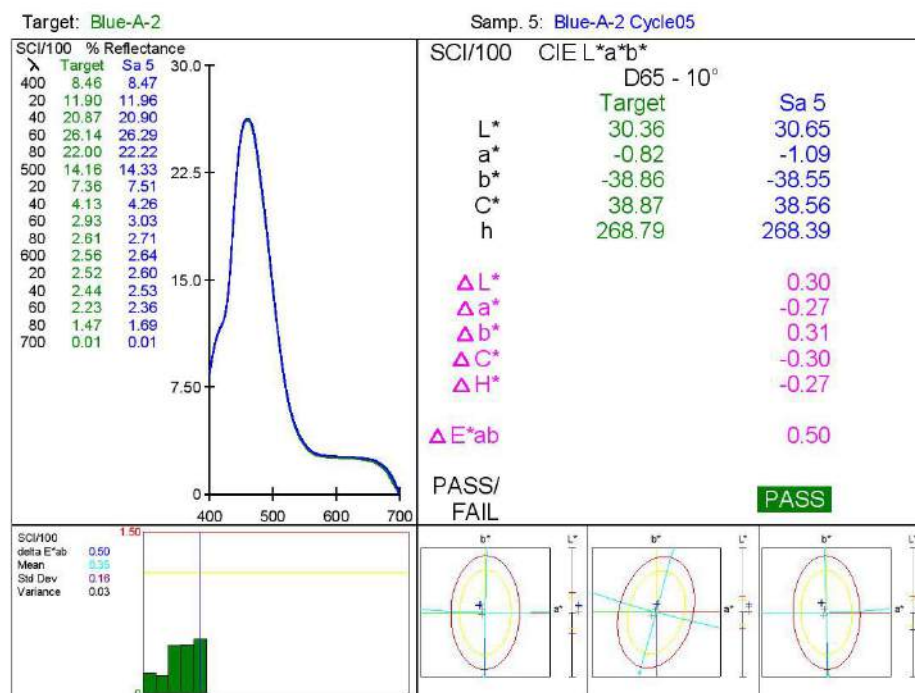 Target: Blue-A-2
Samp. 5: Blue-A-2 Cycle05
SCI/100 % Reflectance
λ Target Sa 5
400 8.46 8.47
20 11.90 11.96
40 20.87 20.90
60 26.14 26.29
80 22.00 22.22
500 14.16 14.33
20 7.36 7.51
40 4.13 4.26
60 2.93 3.03
80 2.61 2.71
600 2.56 2.64
20 2.52 2.60
40 2.44 2.53
60 2.23 2.36
80 1.47 1.69
700 0.01 0.01
30.0
22.5
15.0
7.50
0
400 500 600 700
SCI/100 CIE L*a*b*
D65 - 10°
Target Sa 5
L* 30.36 30.65
a* -0.82 -1.09
b* -38.86 -38.55
C* 38.87 38.56
h 268.79 268.39
Δ L* 0.30
Δ a* -0.27
Δ b* 0.31
Δ C* -0.30
Δ H* -0.27
Δ E*ab 0.50
PASS/
FAIL
PASS
SCI/100
delta E*ab 0.50
Mean 0.35
Std Dev 0.16
Variance 0.03
1.50
0
b* L*
a*
b* L*
a*
b* L*
a*